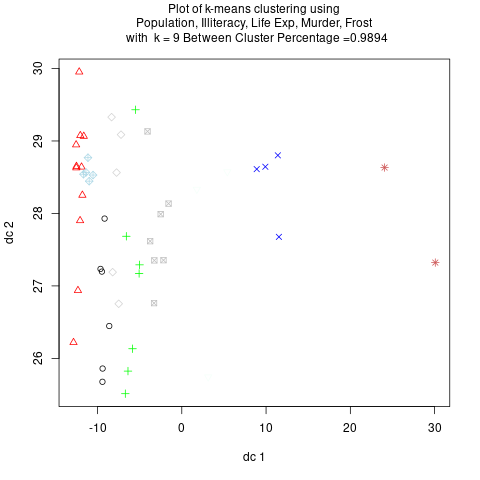 Plot of k-means clustering using
Population, Illiteracy, Life Exp, Murder, Frost
with k = 9 Between Cluster Percentage =0.9894
30
29
28
27
26
dc 2
-10 0 10 20 30
dc 1